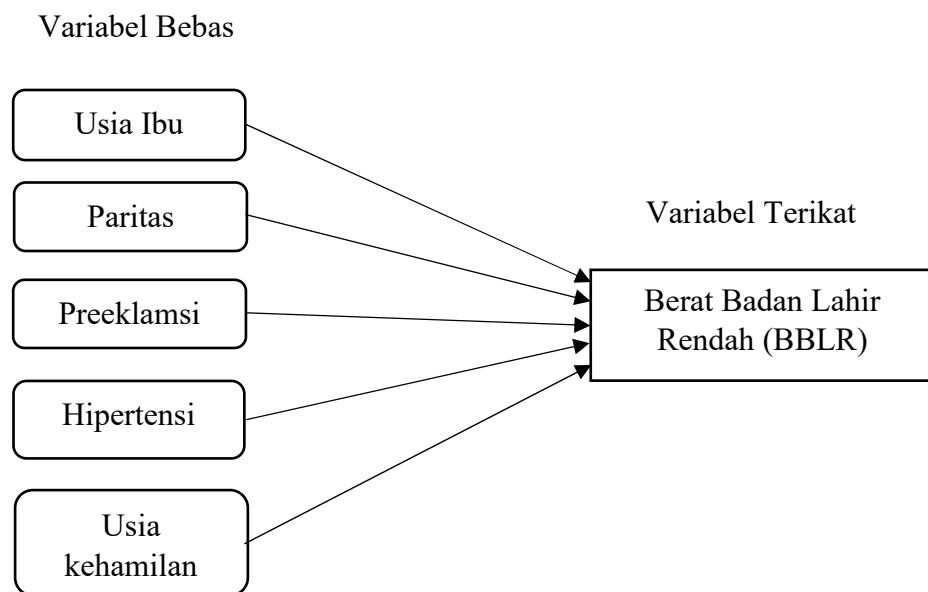 Variabel Bebas
Usia Ibu
Paritas
Preeklamsi
Hipertensi
Usia
kehamilan
Variabel Terikat
Berat Badan Lahir
Rendah (BBLR)